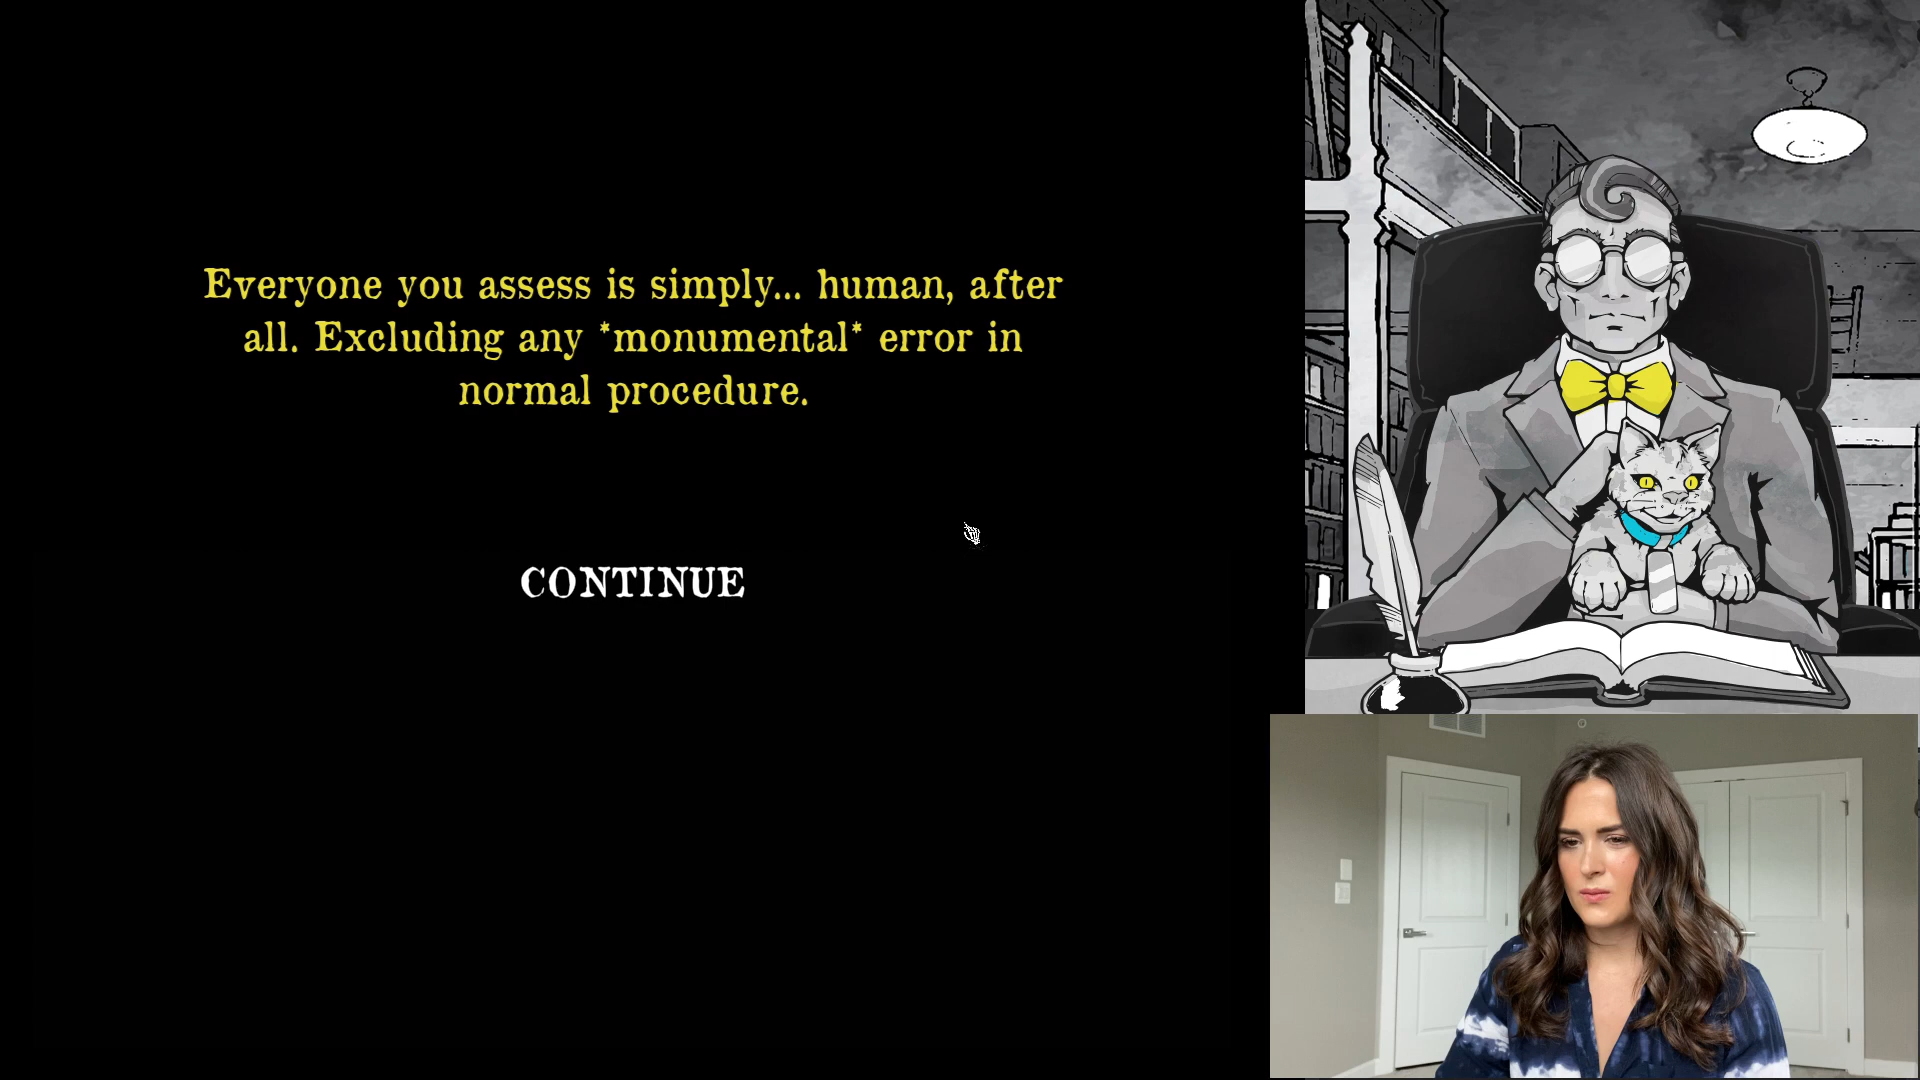 Everyone you assess is simply... human, after
all. Excluding any *monumental* error in
normal procedure.
CONTINUE